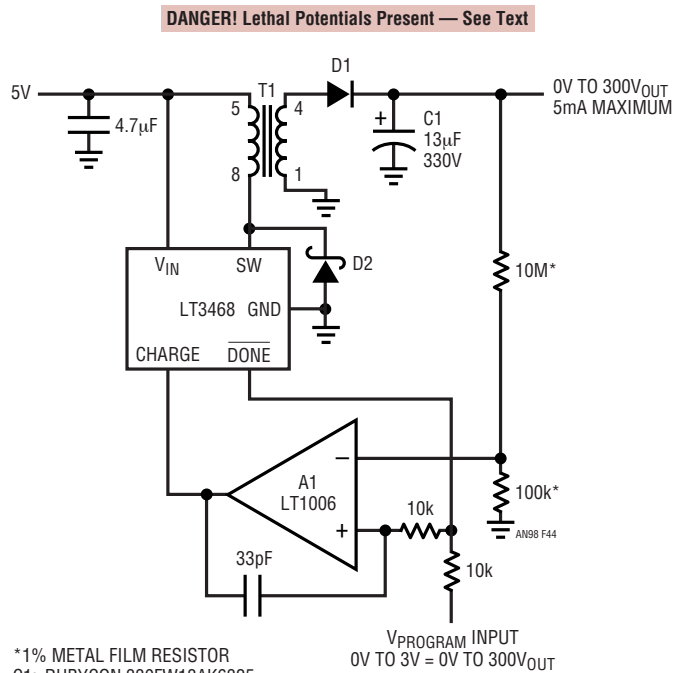 DANGER! Lethal Potentials Present — See Text
5V
4.7µF
T1
5
4
8
1
D1
+
C1
13µF
330V
0V TO 300VOUT
5mA MAXIMUM
10M*
VIN
SW
D2
LT3468
GND
CHARGE
DONE
A1
LT1006
−
+
10k
100k*
AN98 F44
33pF
10k
VPROGRAM INPUT
0V TO 3V = 0V TO 300VOUT
*1% METAL FILM RESISTOR